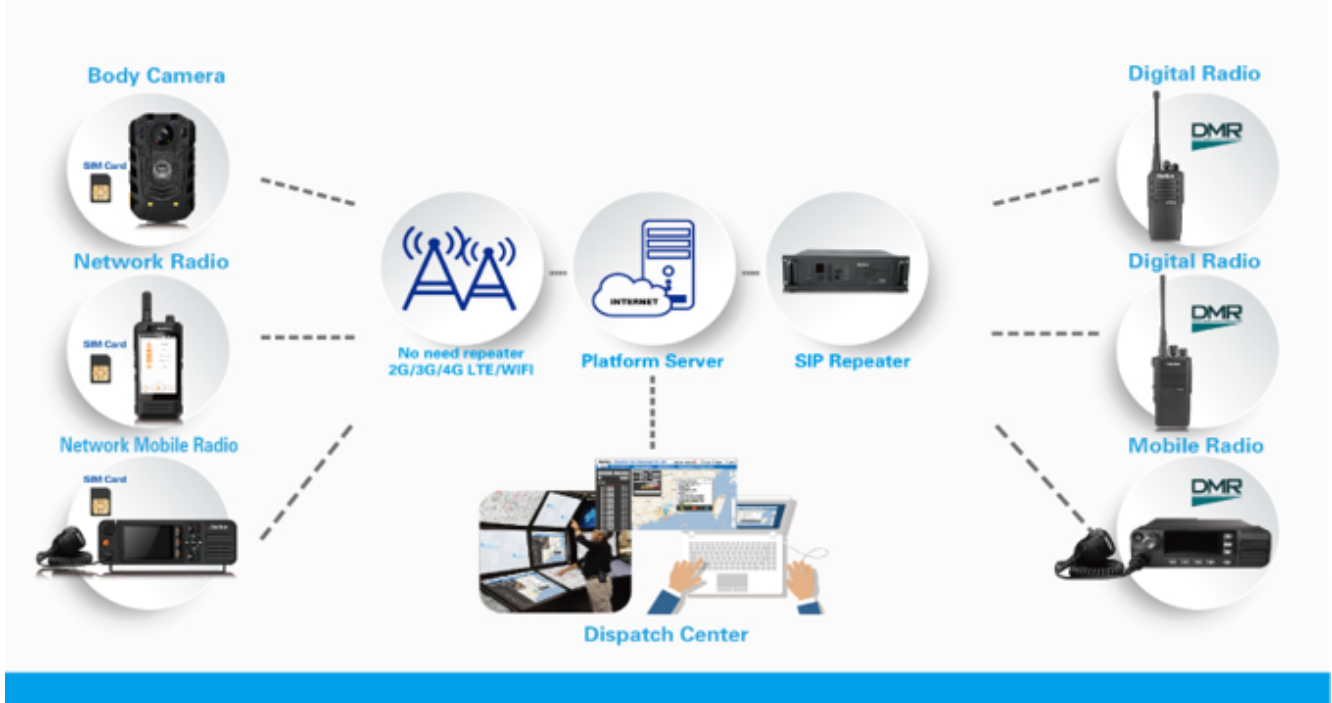 Body Camera
SIM Card
Network Radio
SIM Card
Network Mobile Radio
SIM Card
No need repeater
2G/3G/4G LTE/WIFI
INTERNET
Platform Server
SIP Repeater
Dispatch Center
Digital Radio
DMR
Digital Radio
DMR
Mobile Radio
DMR